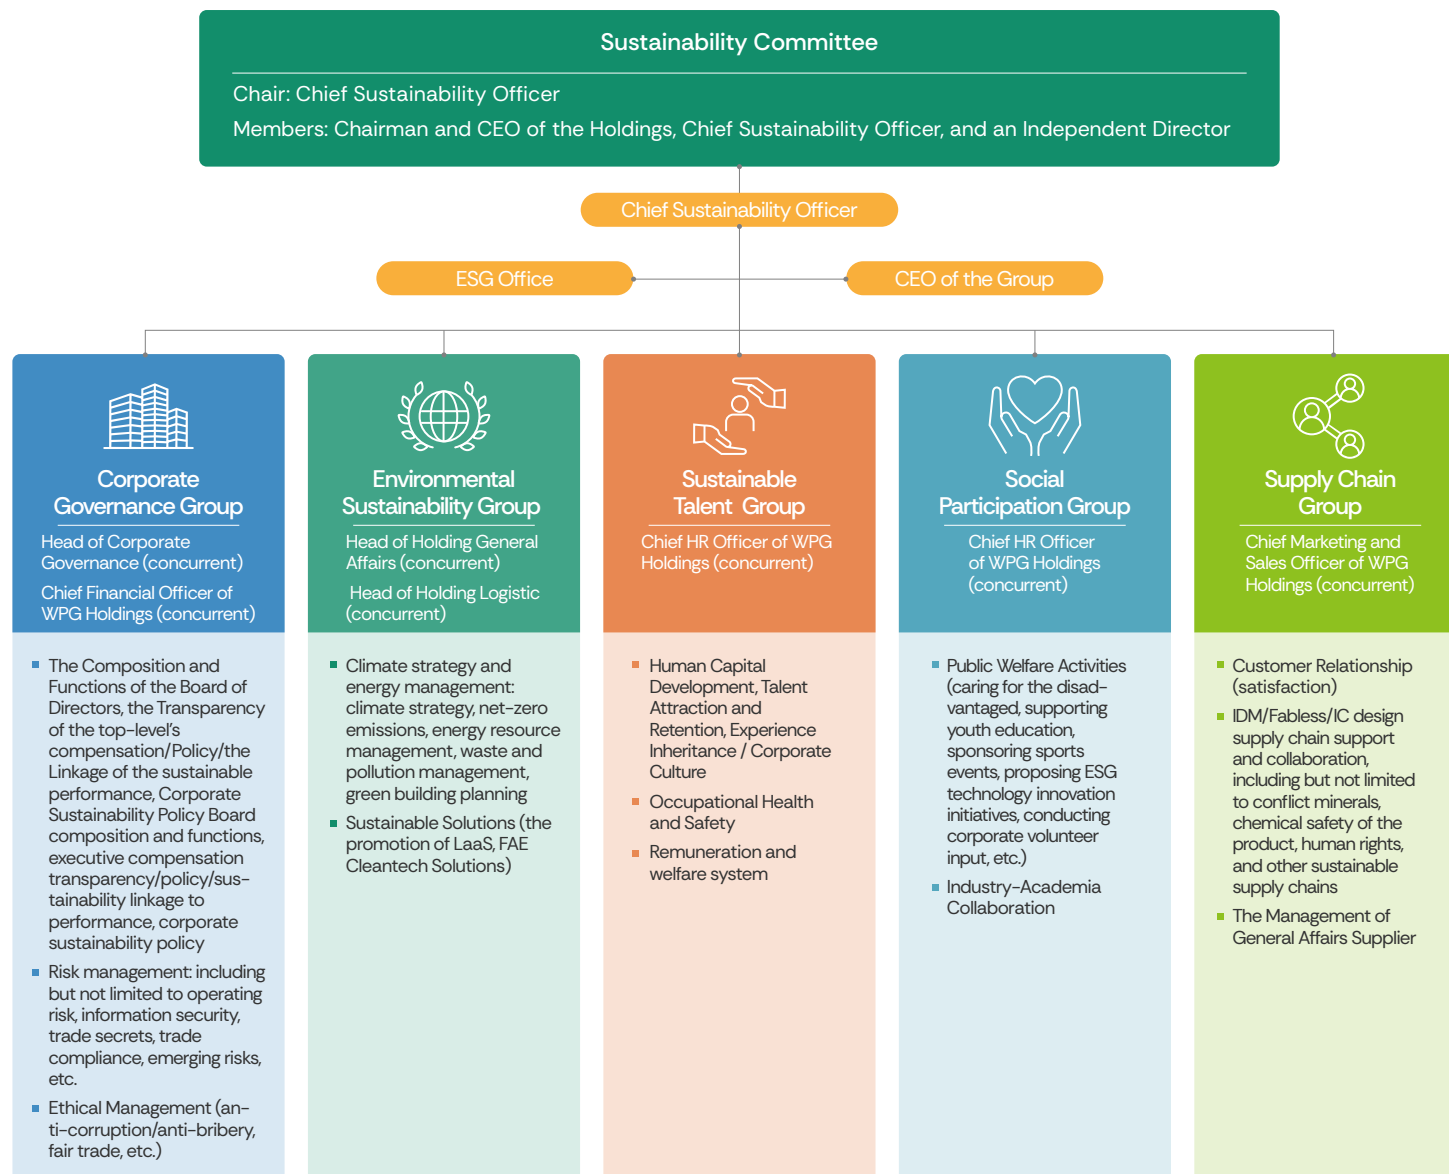 Sustainability Committee
Chair: Chief Sustainability Officer
Members: Chairman and CEO of the Holdings, Chief Sustainability Officer, and an Independent Director
Chief Sustainability Officer
ESG Office
CEO of the Group
Corporate
Governance Group
Head of Corporate
Governance (concurrent)
Chief Financial Officer of
WPG Holdings (concurrent)
The Composition and
Functions of the Board of
Directors, the Transparency
of the top-level's
compensation/Policy/the
Linkage of the sustainable
performance, Corporate
Sustainability Policy Board
composition and functions,
executive compensation
transparency/policy/sus-
tainability linkage to
performance, corporate
sustainability policy
Risk management: including
but not limited to operating
risk, information security,
trade secrets, trade
compliance, emerging risks,
etc.
Ethical Management (an-
ti-corruption/anti-bribery,
fair trade, etc.)
Environmental
Sustainability Group
Head of Holding General
Affairs (concurrent)
Head of Holding Logistic
(concurrent)
Climate strategy and
energy management:
climate strategy, net-zero
emissions, energy resource
management, waste and
pollution management,
green building planning
Sustainable Solutions (the
promotion of LaaS, FAE
Cleantech Solutions)
Sustainable
Talent Group
Chief HR Officer of WPG
Holdings (concurrent)
Human Capital
Development, Talent
Attraction and
Retention, Experience
Inheritance / Corporate
Culture
Occupational Health
and Safety
Remuneration and
welfare system
Social
Participation Group
Chief HR Officer
of WPG Holdings
(concurrent)
Public Welfare Activities
(caring for the disad-
vantaged, supporting
youth education,
sponsoring sports
events, proposing ESG
technology innovation
initiatives, conducting
corporate volunteer
input, etc.)
Industry-Academia
Collaboration
Supply Chain
Group
Chief Marketing and
Sales Officer of WPG
Holdings (concurrent)
Customer Relationship
(satisfaction)
IDM/Fabless/IC design
supply chain support
and collaboration,
including but not limited
to conflict minerals,
chemical safety of the
product, human rights,
and other sustainable
supply chains
The Management of
General Affairs Supplier